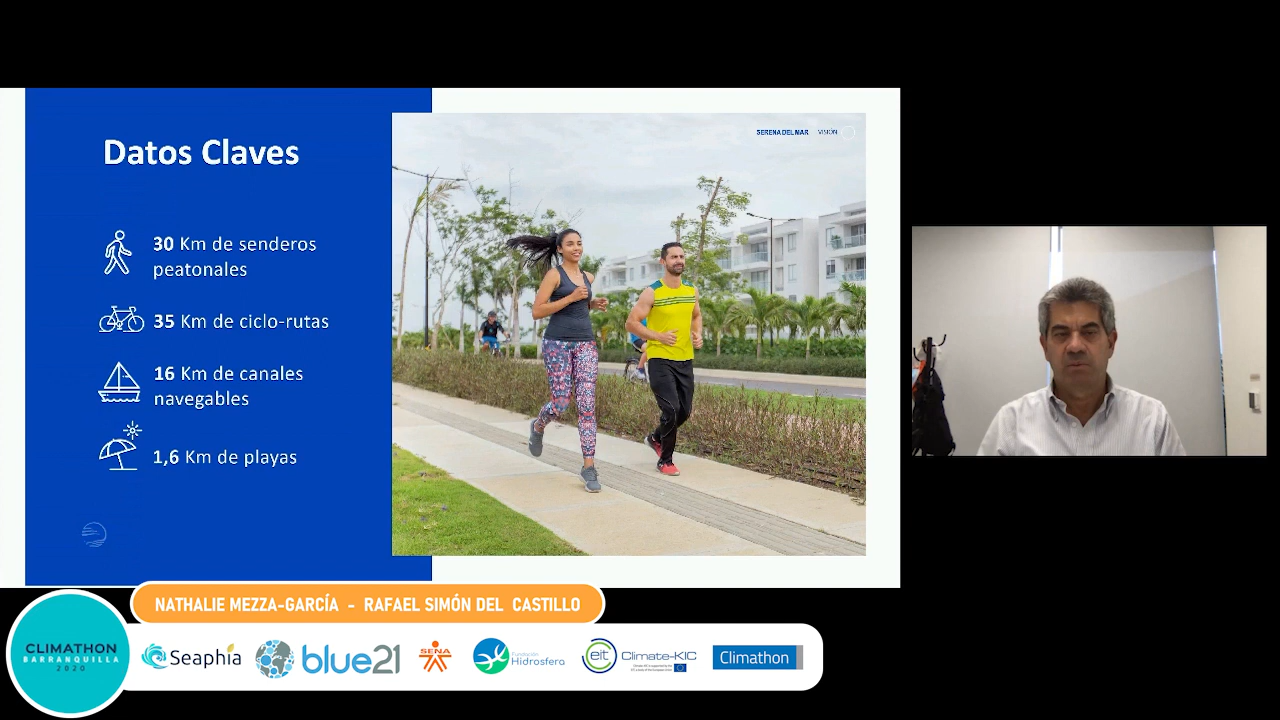 Datos Claves
30 Km de senderos
peatonales
35 Km de ciclo-rutas
16 Km de canales
navegables
1,6 Km de playas
SERENA DEL MAR VISIÓN
NATHALIE MEZZA-GARCÍA - RAFAEL SIMÓN DEL CASTILLO
CLIMATHON
BARRANQUILLA
2020
Seaphia
blue21
SENA
Fundación
Hidrosfera
eit
Climate-KIC
Climathon